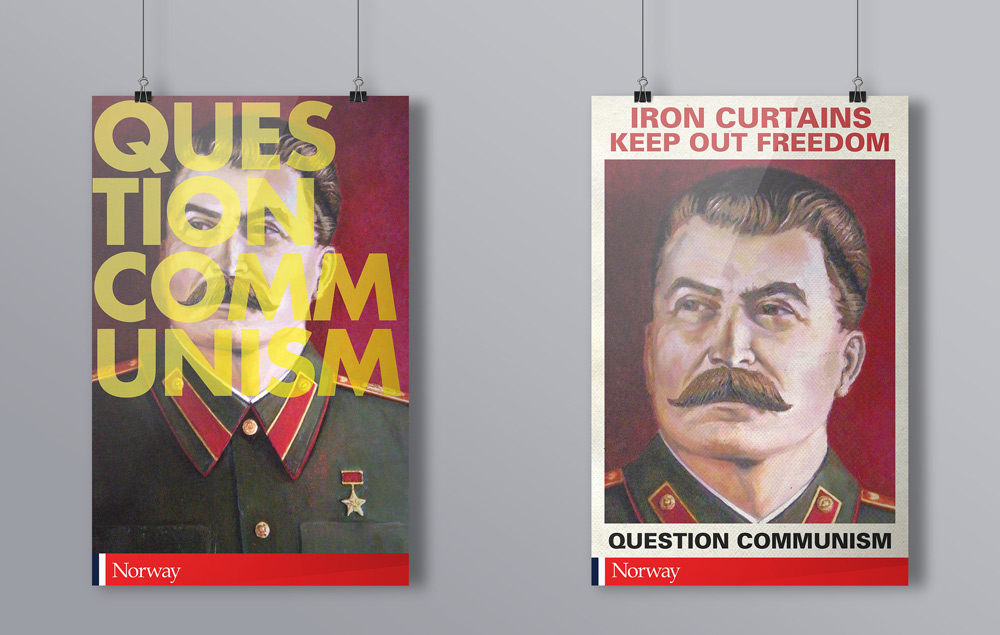 QUES
TION
COMM
UNISM
Norway
IRON CURTAINS
KEEP OUT FREEDOM
QUESTION COMMUNISM
Norway